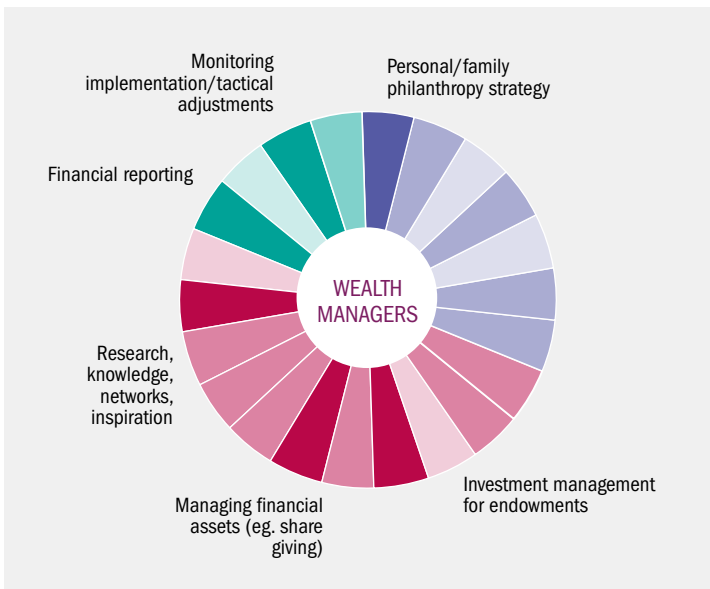 Monitoring
implementation/tactical
adjustments
Personal/family
philanthropy strategy
Financial reporting
WEALTH
MANAGERS
Research,
knowledge,
networks,
inspiration
Investment management
for endowments
Managing financial
assets (eg. share
giving)